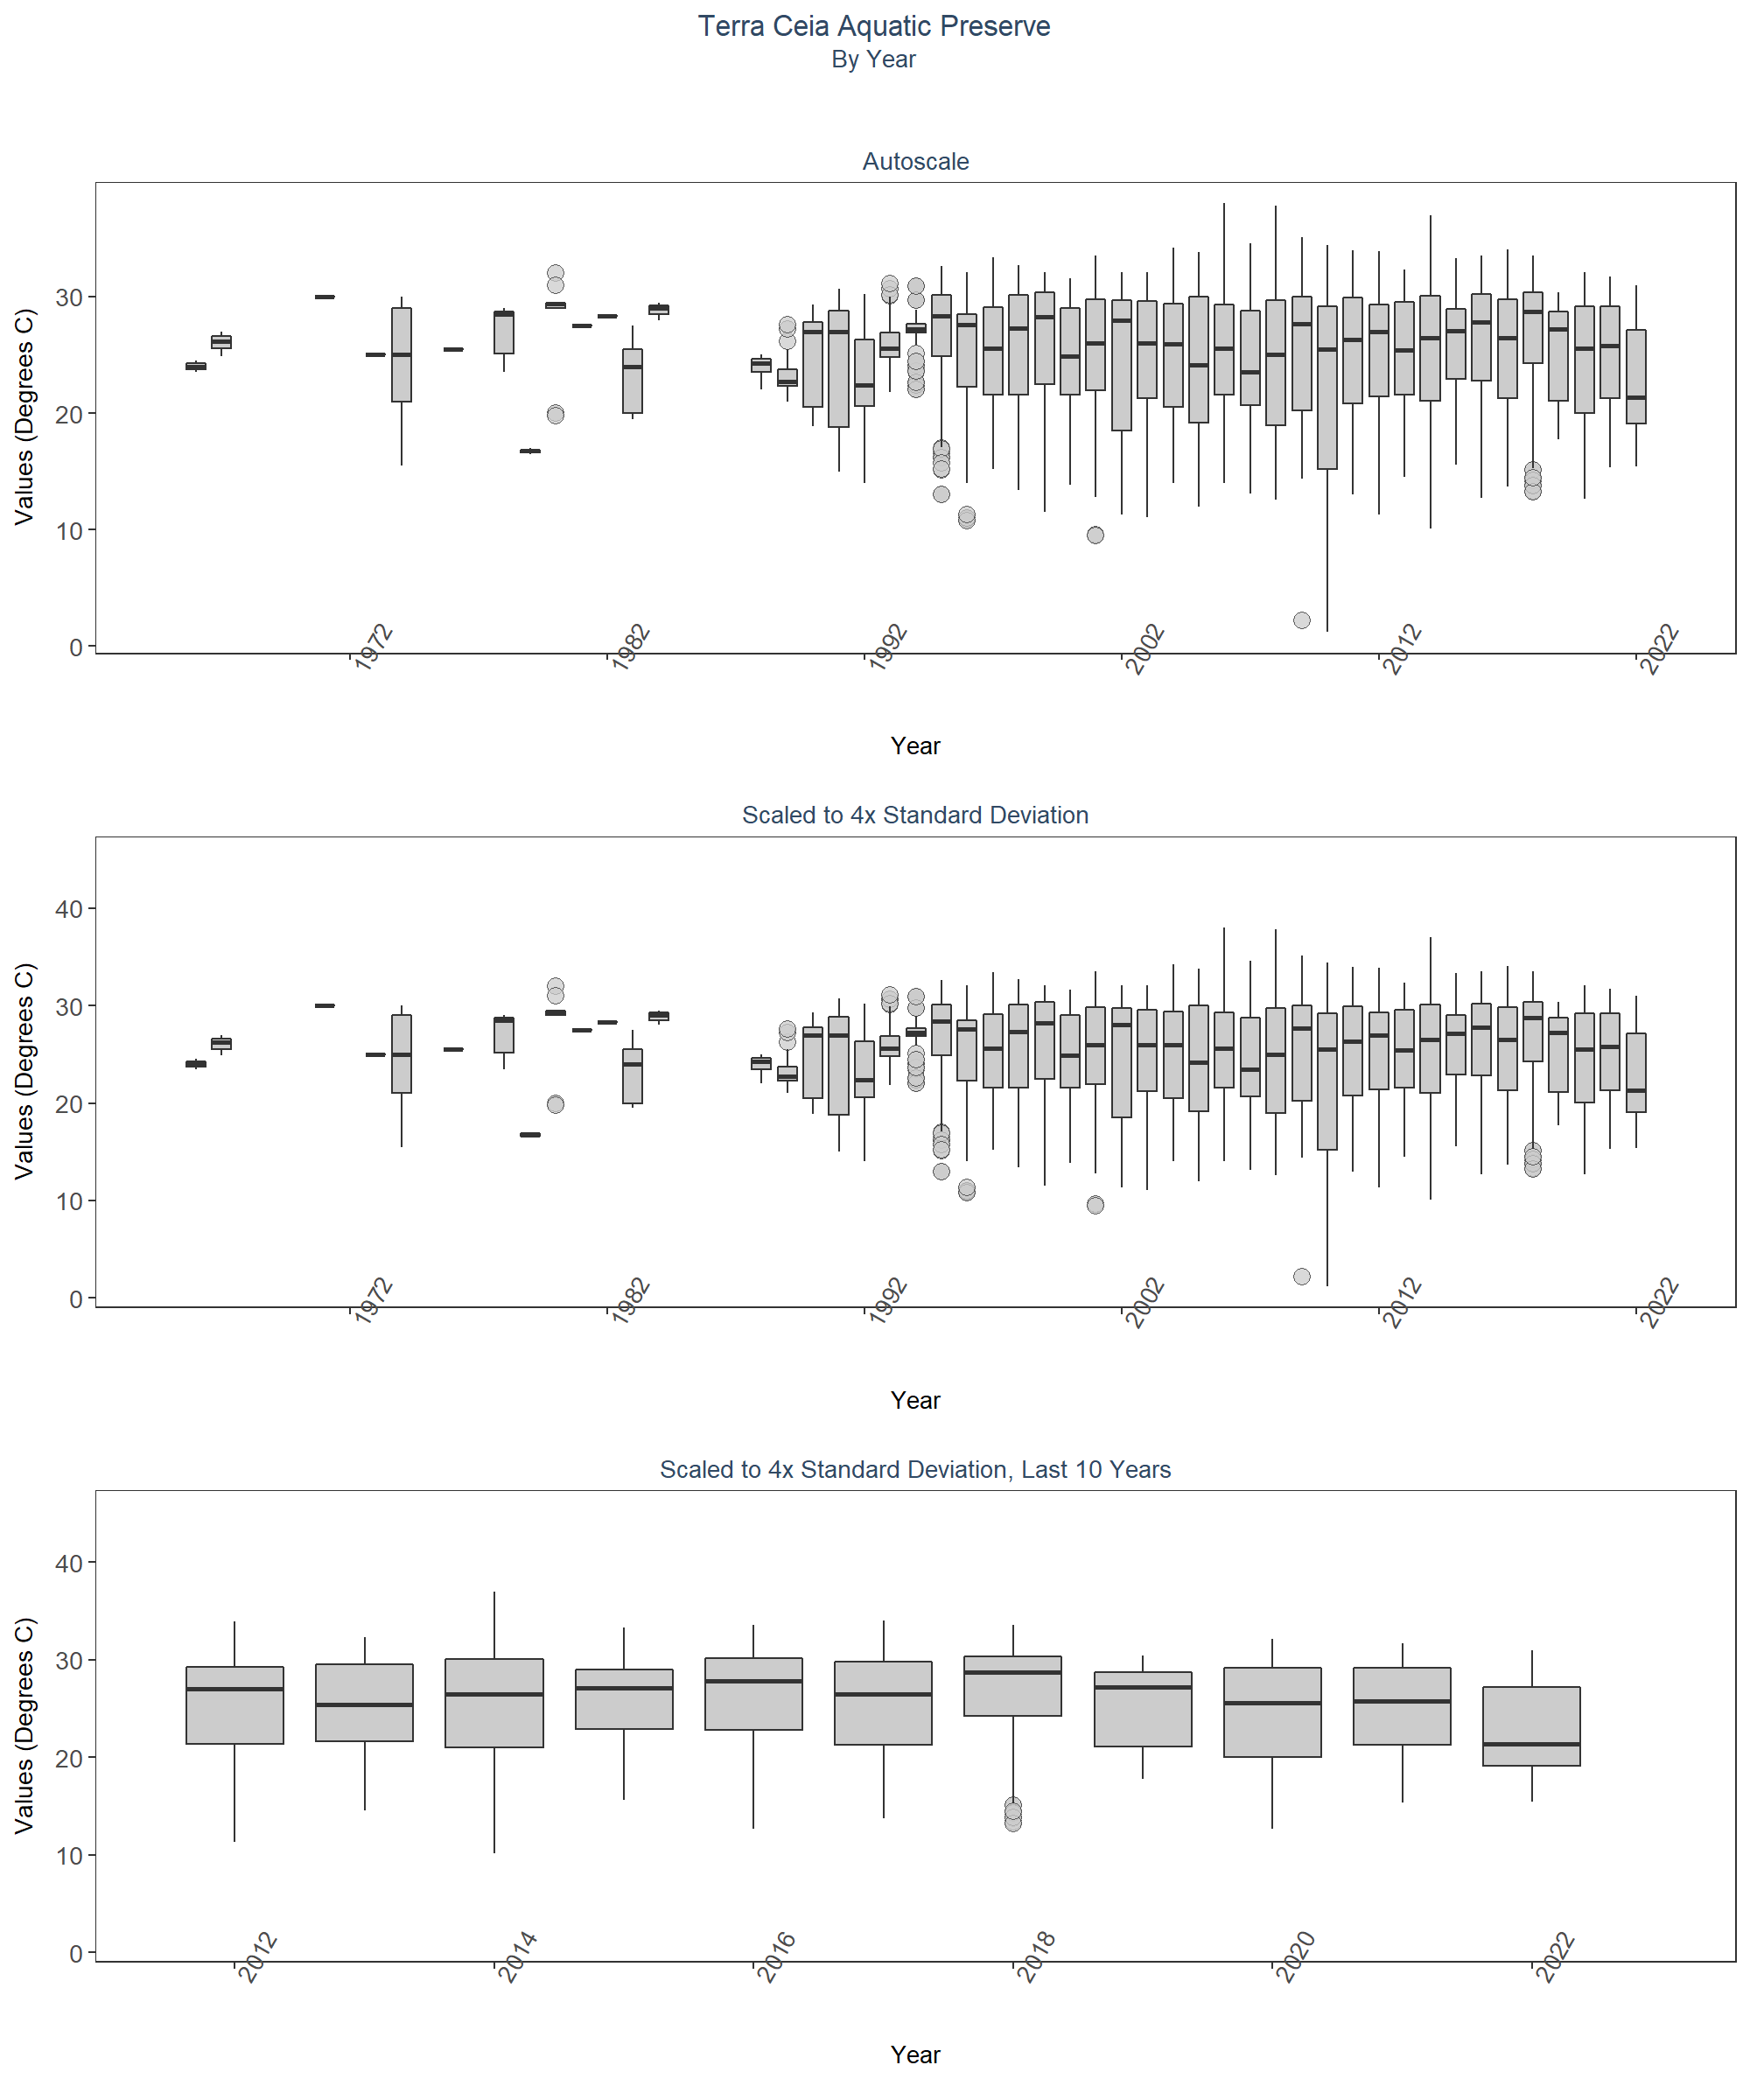 Terra Ceia Aquatic Preserve
By Year
Autoscale
Values (Degrees C)
30
20
10
0
1972
1982
1992
2002
2012
2022
Year
Scaled to 4x Standard Deviation
Values (Degrees C)
40
30
20
10
0
1972
1982
1992
2002
2012
2022
Year
Scaled to 4x Standard Deviation, Last 10 Years
Values (Degrees C)
40
30
20
10
0
2012
2014
2016
2018
2020
2022
Year